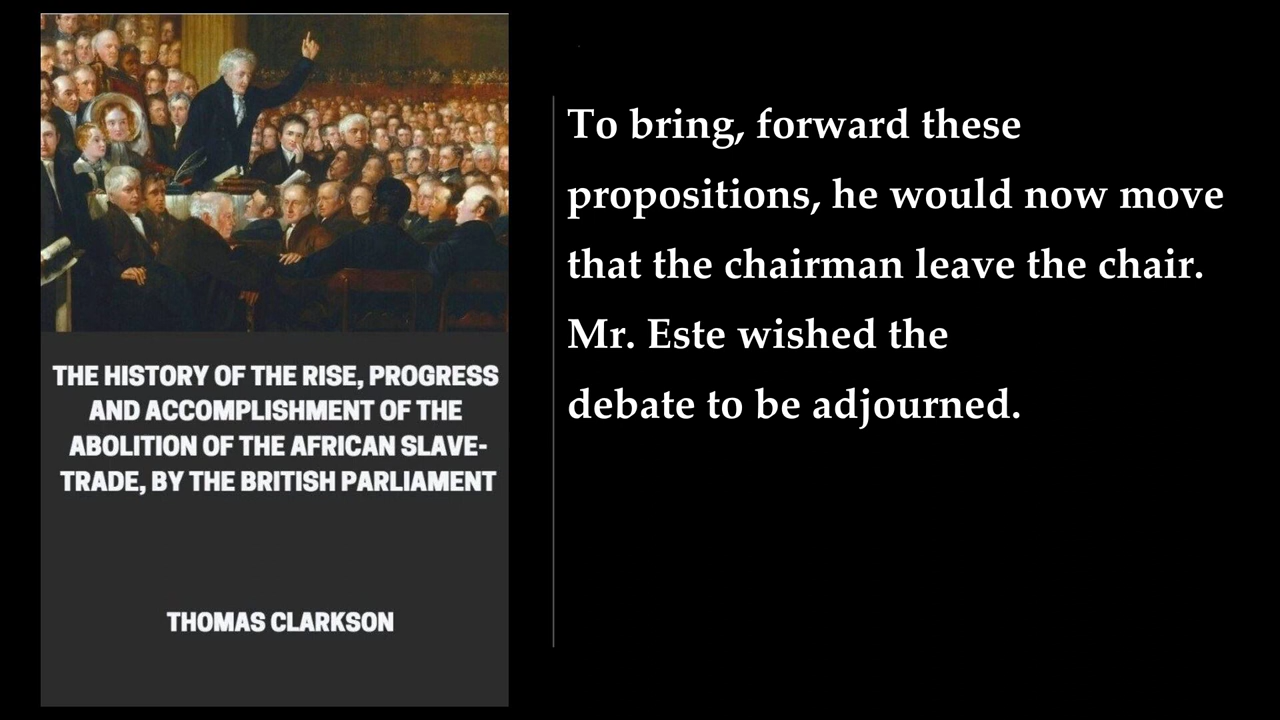 THE HISTORY OF THE RISE, PROGRESS
AND ACCOMPLISHMENT OF THE
ABOLITION OF THE AFRICAN SLAVE-
TRADE, BY THE BRITISH PARLIAMENT
THOMAS CLARKSON
To bring, forward these
propositions, he would now move
that the chairman leave the chair.
Mr. Este wished the
debate to be adjourned.